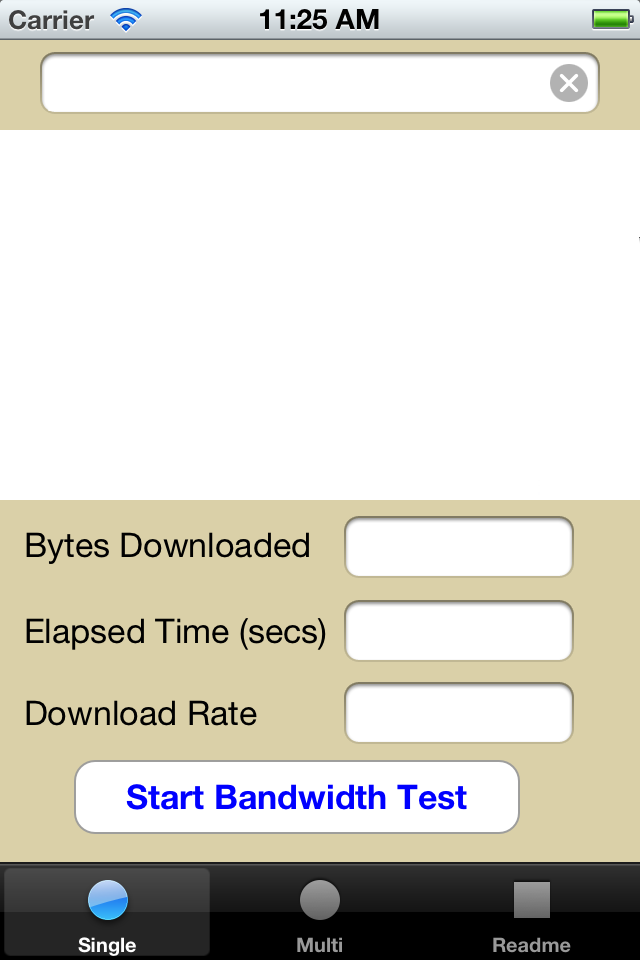 Carrier 11:25 AM
Bytes Downloaded
Elapsed Time (secs)
Download Rate
Start Bandwidth Test
Single Multi Readme